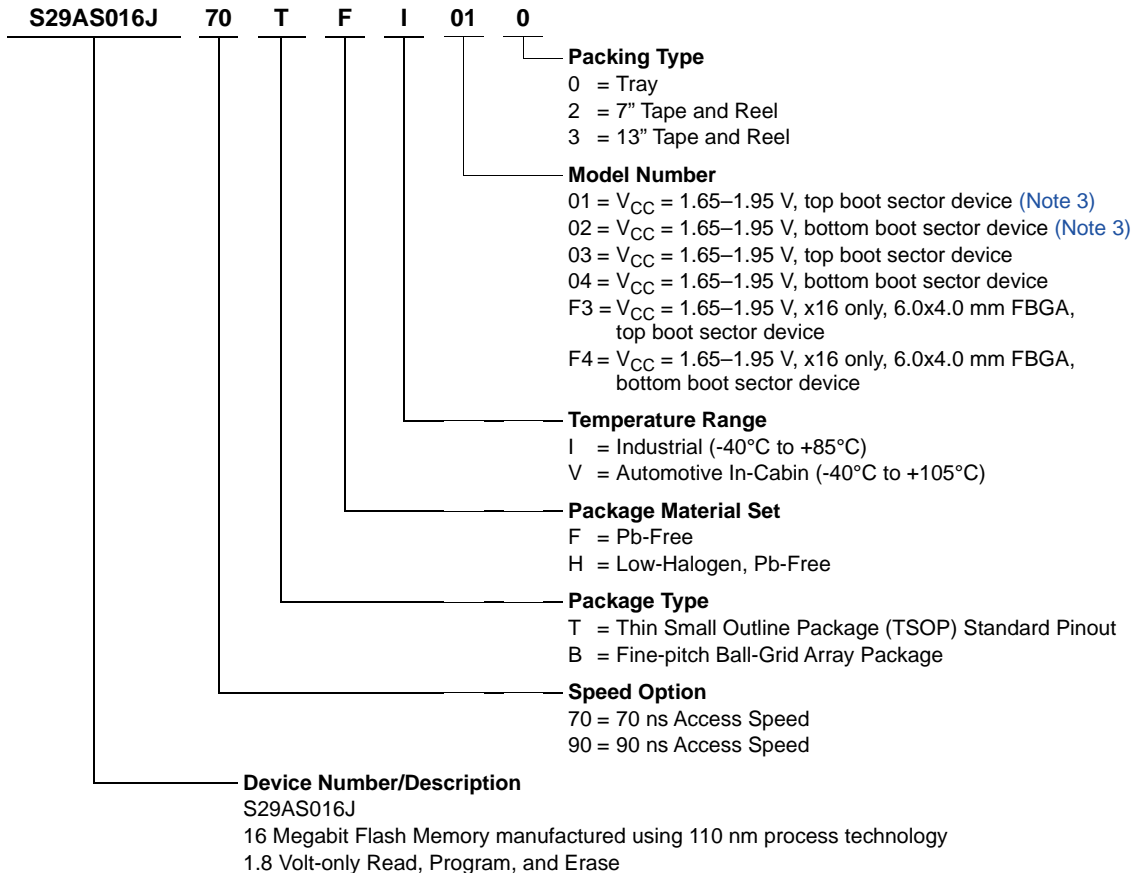 S29AS016J 70 T F I 01 0
Packing Type
0 = Tray
2 = 7” Tape and Reel
3 = 13” Tape and Reel
Model Number
01 = VCC = 1.65–1.95 V, top boot sector device (Note 3)
02 = VCC = 1.65–1.95 V, bottom boot sector device (Note 3)
03 = VCC = 1.65–1.95 V, top boot sector device
04 = VCC = 1.65–1.95 V, bottom boot sector device
F3 = VCC = 1.65–1.95 V, x16 only, 6.0x4.0 mm FBGA,
top boot sector device
F4 = VCC = 1.65–1.95 V, x16 only, 6.0x4.0 mm FBGA,
bottom boot sector device
Temperature Range
I = Industrial (-40°C to +85°C)
V = Automotive In-Cabin (-40°C to +105°C)
Package Material Set
F = Pb-Free
H = Low-Halogen, Pb-Free
Package Type
T = Thin Small Outline Package (TSOP) Standard Pinout
B = Fine-pitch Ball-Grid Array Package
Speed Option
70 = 70 ns Access Speed
90 = 90 ns Access Speed
Device Number/Description
S29AS016J
16 Megabit Flash Memory manufactured using 110 nm process technology
1.8 Volt-only Read, Program, and Erase